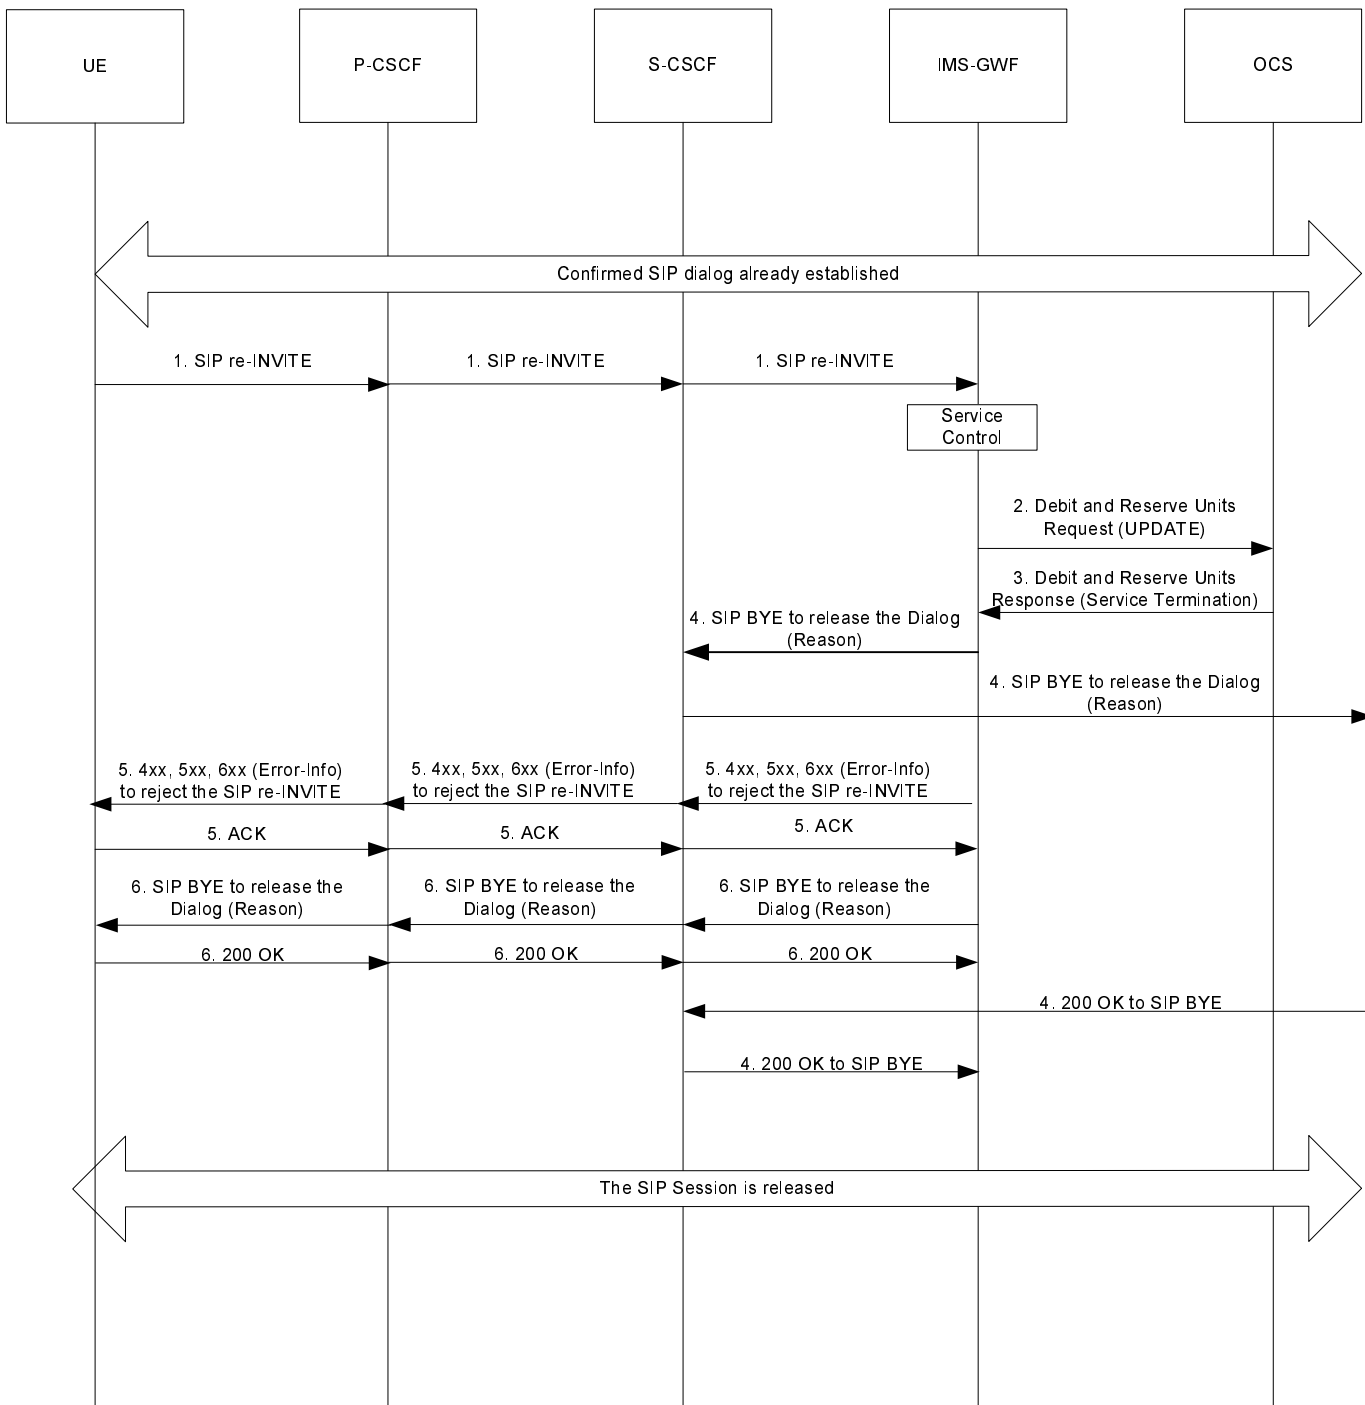 UE
P-CSCF
S-CSCF
IMS-GWF
OCS
Confirmed SIP dialog already established
1. SIP re-INVITE
1. SIP re-INVITE
1. SIP re-INVITE
Service
Control
2. Debit and Reserve Units
Request (UPDATE)
3. Debit and Reserve Units
Response (Service Termination)
4. SIP BYE to release the Dialog
(Reason)
4. SIP BYE to release the Dialog
(Reason)
5. 4xx, 5xx, 6xx (Error-Info)
to reject the SIP re-INVITE
5. 4xx, 5xx, 6xx (Error-Info)
to reject the SIP re-INVITE
5. 4xx, 5xx, 6xx (Error-Info)
to reject the SIP re-INVITE
5. ACK
5. ACK
5. ACK
6. SIP BYE to release the
Dialog (Reason)
6. SIP BYE to release the
Dialog (Reason)
6. SIP BYE to release the
Dialog (Reason)
6. 200 OK
6. 200 OK
6. 200 OK
4. 200 OK to SIP BYE
4. 200 OK to SIP BYE
The SIP Session is released